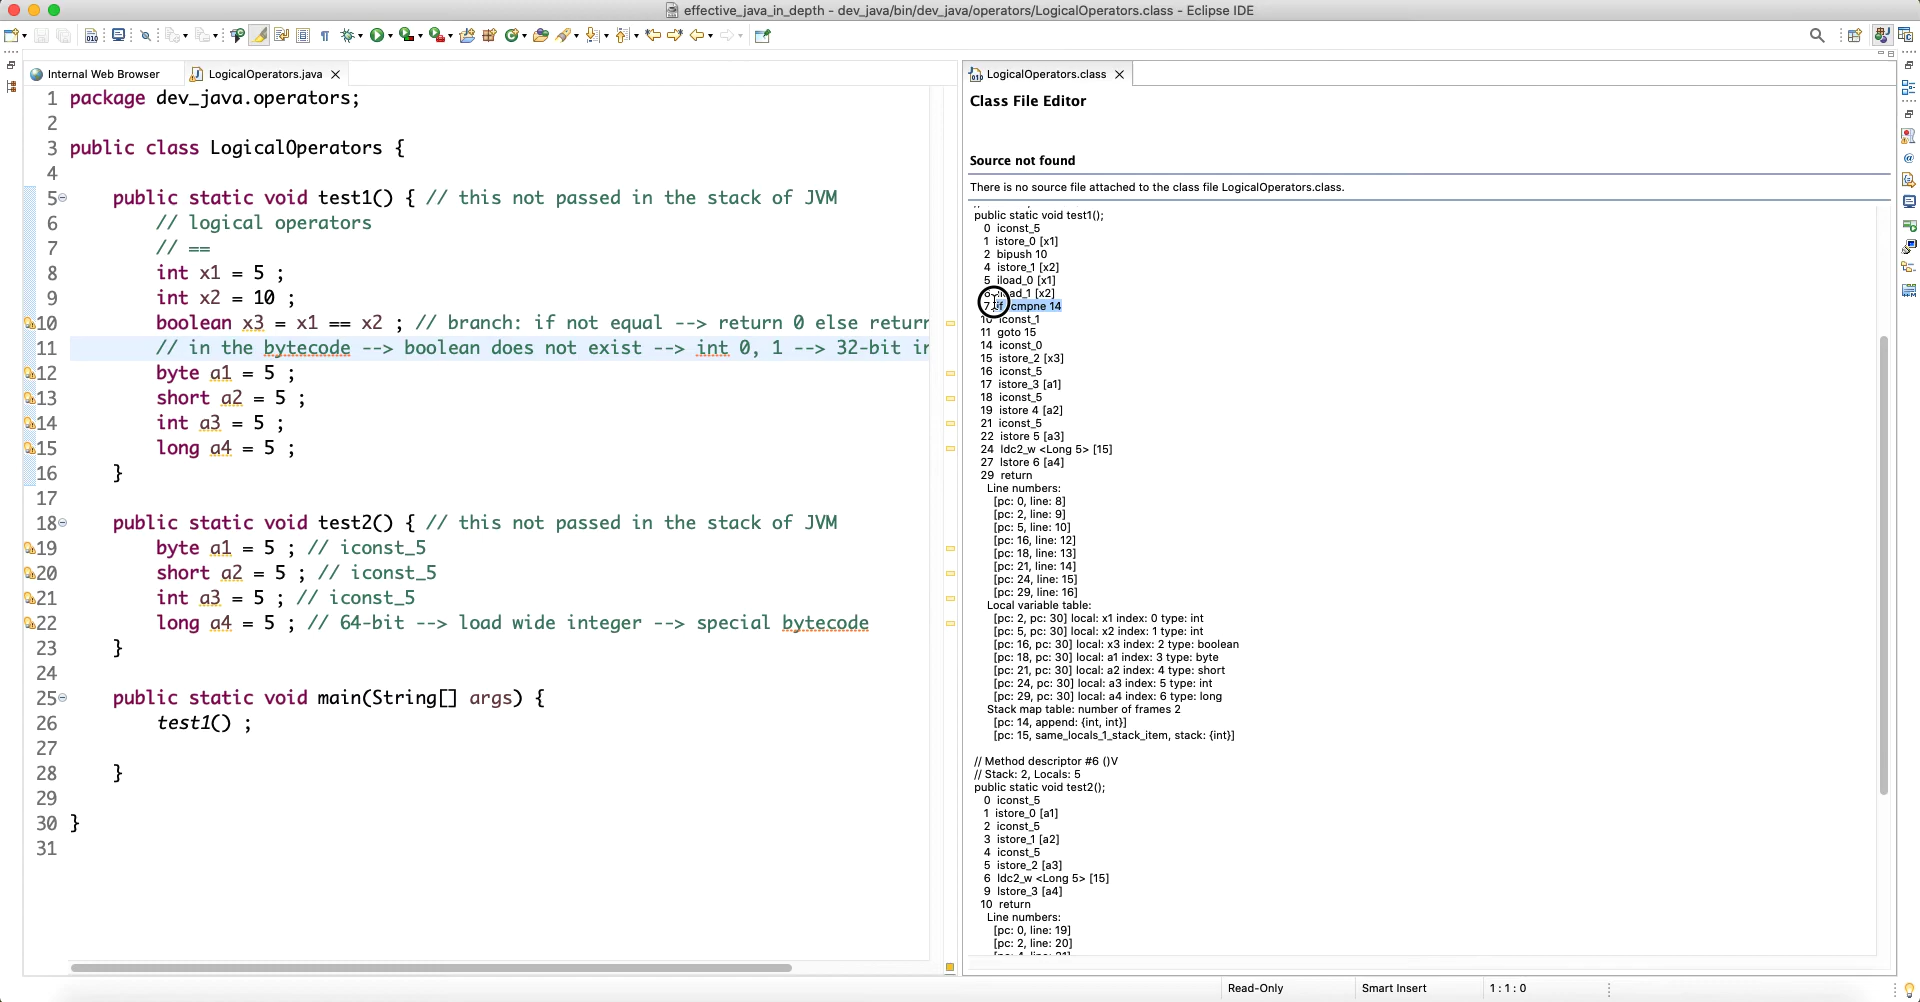 effective_java_in_depth - dev_java/bin/dev_java/operators/LogicalOperators.class - Eclipse IDE
Internal Web Browser
LogicalOperators.java
1 package dev_java.operators;
2
3 public class LogicalOperators {
4
5 public static void test1() { // this not passed in the stack of JVM
6 // logical operators
7 // ==
8 int x1 = 5 ;
9 int x2 = 10 ;
10 boolean x3 = x1 == x2 ; // branch: if not equal --> return 0 else return
11 // in the bytecode --> boolean does not exist --> int 0, 1 --> 32-bit
12 byte a1 = 5 ;
13 short a2 = 5 ;
14 int a3 = 5 ;
15 long a4 = 5 ;
16 }
17
18 public static void test2() { // this not passed in the stack of JVM
19 byte a1 = 5 ; // iconst_5
20 short a2 = 5 ; // iconst_5
21 int a3 = 5 ; // iconst_5
22 long a4 = 5 ; // 64-bit --> load wide integer --> special bytecode
23 }
24
25 public static void main(String[] args) {
26 test1() ;
27
28 }
29
30 }
31
LogicalOperators.class
Class File Editor
Source not found
There is no source file attached to the class file LogicalOperators.class.
public static void test1();
0 iconst_5
1 istore_0 [x1]
2 bipush 10
4 istore_1 [x2]
5 iload_0 [x1]
[x2]
7 cmpne 14
10 iconst_1
11 goto 15
14 iconst_0
15 istore_2 [x3]
16 iconst_5
17 istore_3 [a1]
18 iconst_5
19 istore 4 [a2]
21 iconst_5
22 istore 5 [a3]
24 ldc2_w <Long 5> [15]
27 lstore 6 [a4]
29 return
Line numbers:
[pc: 0, line: 8]
[pc: 2, line: 9]
[pc: 5, line: 10]
[pc: 16, line: 12]
[pc: 18, line: 13]
[pc: 21, line: 14]
[pc: 24, line: 15]
[pc: 29, line: 16]
Local variable table:
[pc: 2, pc: 30] local: x1 index: 0 type: int
[pc: 5, pc: 30] local: x2 index: 1 type: int
[pc: 16, pc: 30] local: x3 index: 2 type: boolean
[pc: 18, pc: 30] local: a1 index: 3 type: byte
[pc: 21, pc: 30] local: a2 index: 4 type: short
[pc: 24, pc: 30] local: a3 index: 5 type: int
[pc: 29, pc: 30] local: a4 index: 6 type: long
Stack map table: number of frames 2
[pc: 14, append: {int, int}]
[pc: 15, same_locals_1_stack_item, stack: {int}]
// Method descriptor #6 ()V
// Stack: 2, Locals: 5
public static void test2();
0 iconst_5
1 istore_0 [a1]
2 iconst_5
3 istore_1 [a2]
4 iconst_5
5 istore_2 [a3]
6 ldc2_w <Long 5> [15]
9 lstore_3 [a4]
10 return
Line numbers:
[pc: 0, line: 19]
[pc: 2, line: 20]
Read-Only
Smart Insert
1 : 1 : 0